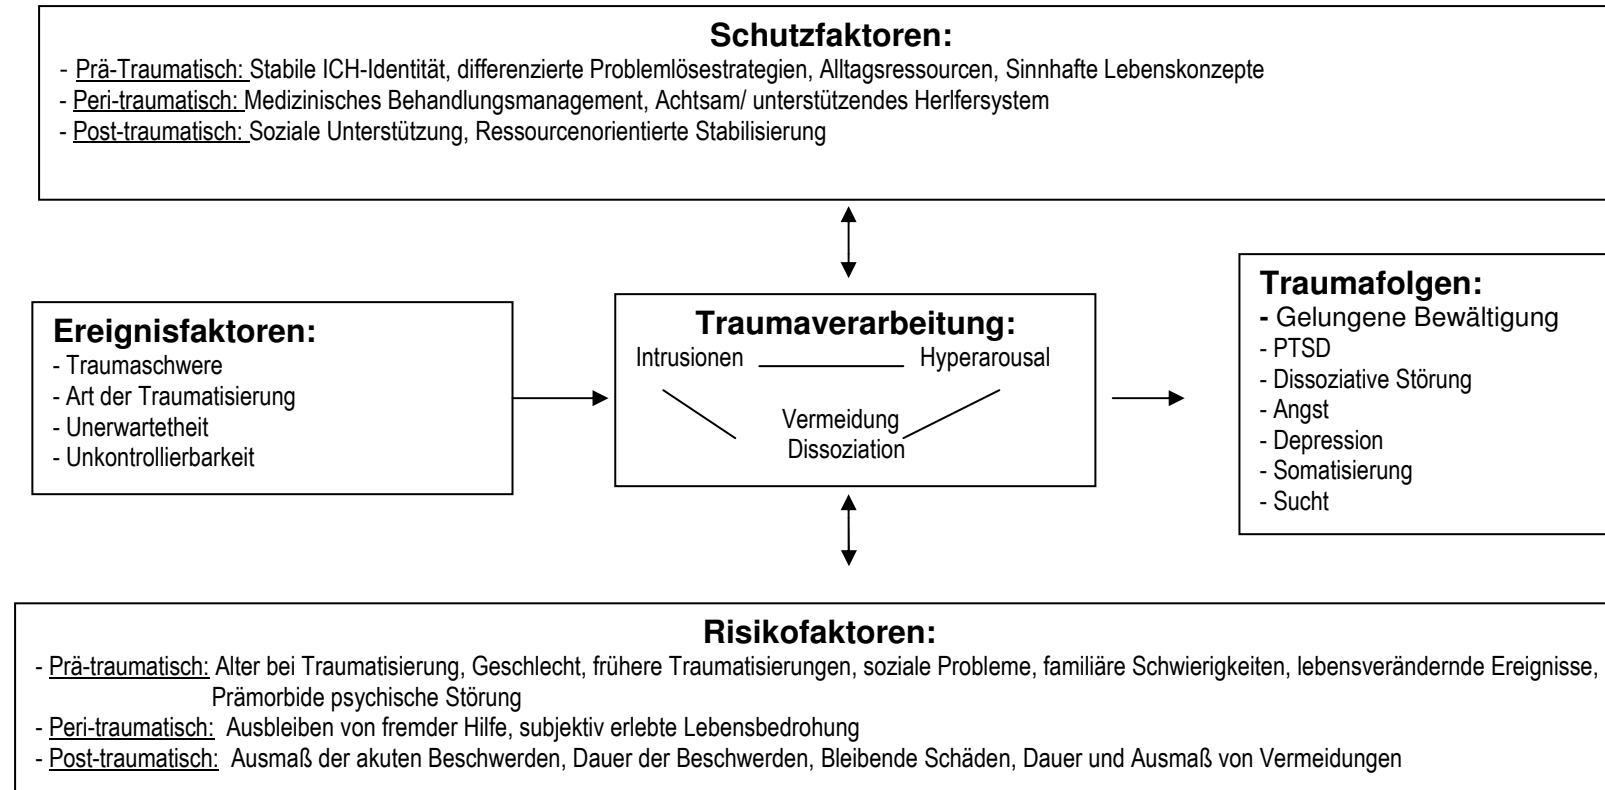 Schutzfaktoren:
- Prä-Traumatisch: Stabile ICH-Identität, differenzierte Problemlösestrategien, Alltagsressourcen, Sinnhafte Lebenskonzepte
- Peri-traumatisch: Medizinisches Behandlungsmanagement, Achtsam/ unterstützendes Herlfersystem
- Post-traumatisch: Soziale Unterstützung, Ressourcenorientierte Stabilisierung
Ereignisfaktoren:
- Traumaschwere
- Art der Traumatisierung
- Unerwartetheit
- Unkontrollierbarkeit
Traumaverarbeitung:
Intrusionen Hyperarousal
Vermeidung
Dissoziation
Traumafolgen:
- Gelungene Bewältigung
- PTSD
- Dissoziative Störung
- Angst
- Depression
- Somatisierung
- Sucht
Risikofaktoren:
- Prä-traumatisch: Alter bei Traumatisierung, Geschlecht, frühere Traumatisierungen, soziale Probleme, familiäre Schwierigkeiten, lebensverändernde Ereignisse,
Prämorbide psychische Störung
- Peri-traumatisch: Ausbleiben von fremder Hilfe, subjektiv erlebte Lebensbedrohung
- Post-traumatisch: Ausmaß der akuten Beschwerden, Dauer der Beschwerden, Bleibende Schäden, Dauer und Ausmaß von Vermeidungen